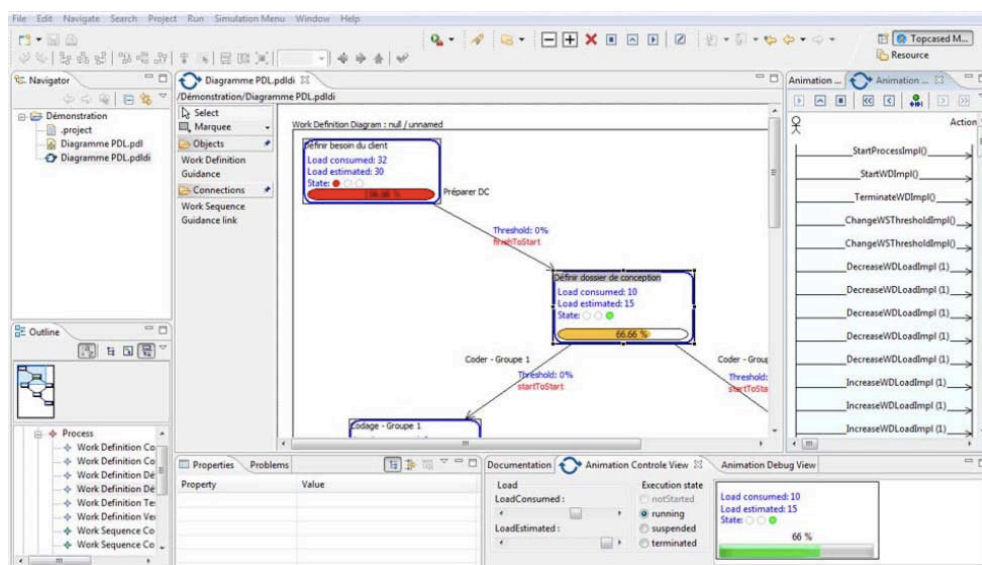 File Edit Navigate Search Project Run Simulation Menu Window Help
Topcased M...
Resource
Navigator
Démonstration
.project
Diagramme PDL.pdl
Diagramme PDL.pdldi
Diagramme PDL.pdldi
/Démonstration/Diagramme PDL.pdldi
Select
Marquee
Objects
Work Definition
Guidance
Connections
Work Sequence
Guidance link
Work Definition Diagram : null / unnamed
Définir besoin du client
Load consumed: 32
Load estimated: 30
State:
Préparer DC
Threshold: 0%
finishToStart
Définir dossier de conception
Load consumed: 10
Load estimated: 15
State:
66.66 %
Coder - Groupe 1
Threshold: 0%
startToStart
Coder - Group
Threshold:
startToSta
Codage - Groupe 1
Animation ...
Animation ...
Action
StartProcessImpl()
StartWDImpl()
TerminateWDImpl()
ChangeWSThresholdImpl()
ChangeWSThresholdImpl()
DecreaseWDLoadImpl (1)
DecreaseWDLoadImpl (1)
DecreaseWDLoadImpl (1)
DecreaseWDLoadImpl (1)
DecreaseWDLoadImpl (1)
IncreaseWDLoadImpl (1)
IncreaseWDLoadImpl (1)
IncreaseWDLoadImpl (1)
Outline
Process
Work Definition Co
Work Definition Co
Work Definition Dé
Work Definition Dé
Work Definition Te
Work Definition Ver
Work Sequence Co
Work Sequence Co
Properties Problems
Property Value
Documentation Animation Controle View Animation Debug View
Load
LoadConsumed :
LoadEstimated :
Execution state
notStarted
running
suspended
terminated
Load consumed: 10
Load estimated: 15
State:
66 %